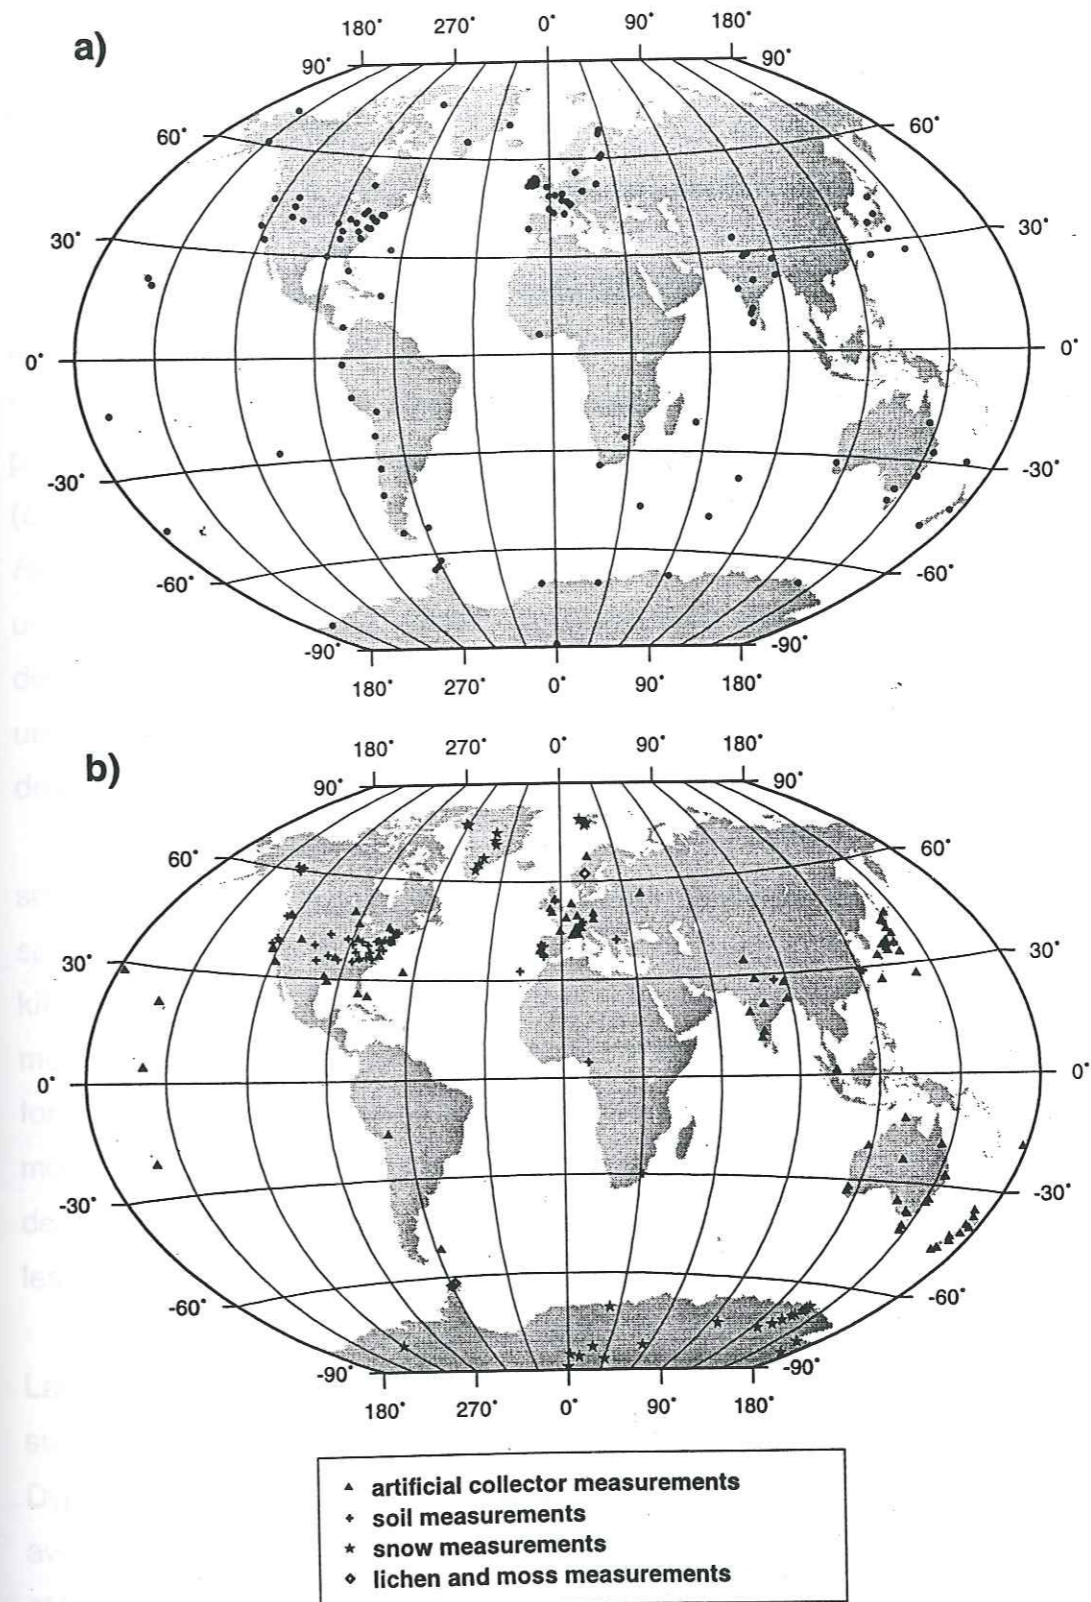 a)
180° 270° 0° 90° 180°
90° 90°
60° 60°
30° 30°
0° 0°
-30° -30°
-60° -60°
-90° -90°
180° 270° 0° 90° 180°
b)
180° 270° 0° 90° 180°
90° 90°
60° 60°
30° 30°
0° 0°
-30° -30°
-60° -60°
-90° -90°
180° 270° 0° 90° 180°
▲ artificial collector measurements
+ soil measurements
★ snow measurements
◇ lichen and moss measurements